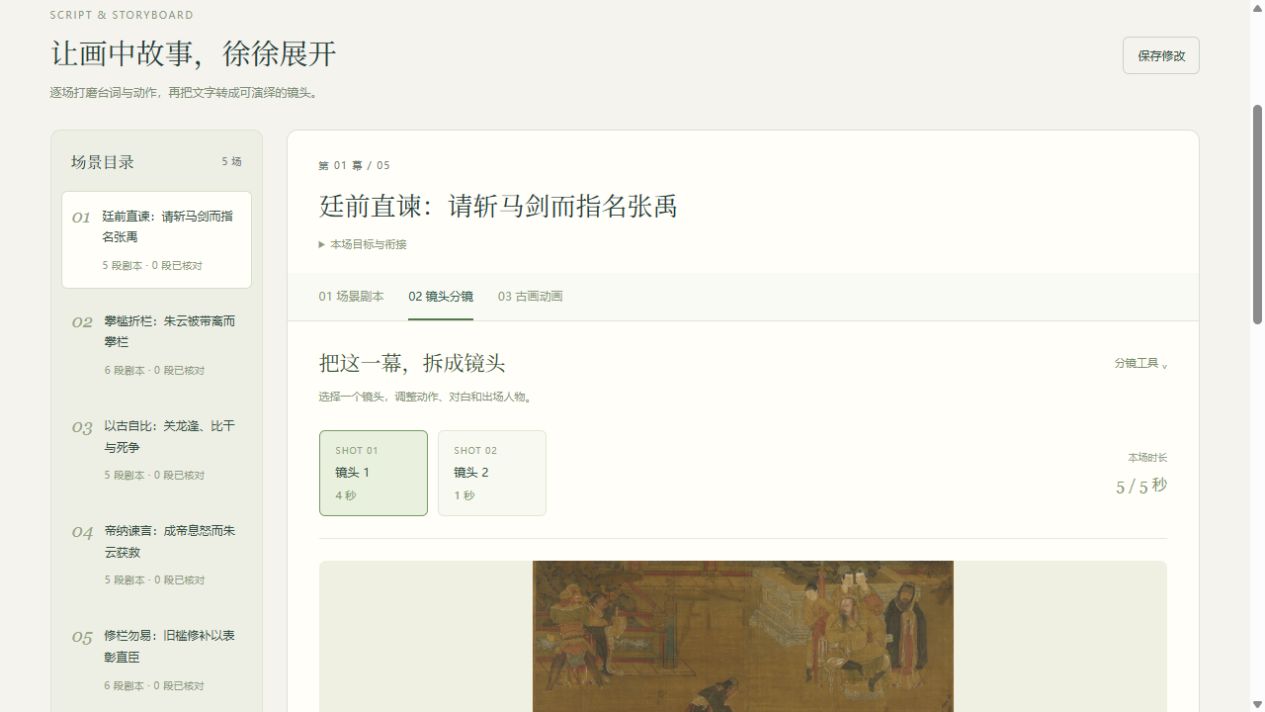 SCRIPT & STORYBOARD
让画中故事，徐徐展开
保存修改
逐场打磨台词与动作，再把文字转成可演绎的镜头。
场景目录
5 场
01
廷前直谏：请斩马剑而指
名张禹
5 段剧本 · 0 段已核对
02
攀槛折栏：朱云被带离而
攀栏
6 段剧本 · 0 段已核对
03
以古自比：关龙逄、比干
与死争
5 段剧本 · 0 段已核对
04
帝纳谏言：成帝息怒而朱
云获救
5 段剧本 · 0 段已核对
05
修栏勿易：旧槛修补以表
彰直臣
6 段剧本 · 0 段已核对
第 01 幕 / 05
廷前直谏：请斩马剑而指名张禹
▶ 本场目标与衔接
01 场景剧本
02 镜头分镜
03 古画动画
把这一幕，拆成镜头
分镜工具 ˅
选择一个镜头，调整动作、对白和出场人物。
SHOT 01
镜头 1
4 秒
SHOT 02
镜头 2
1 秒
本场时长
5 / 5 秒